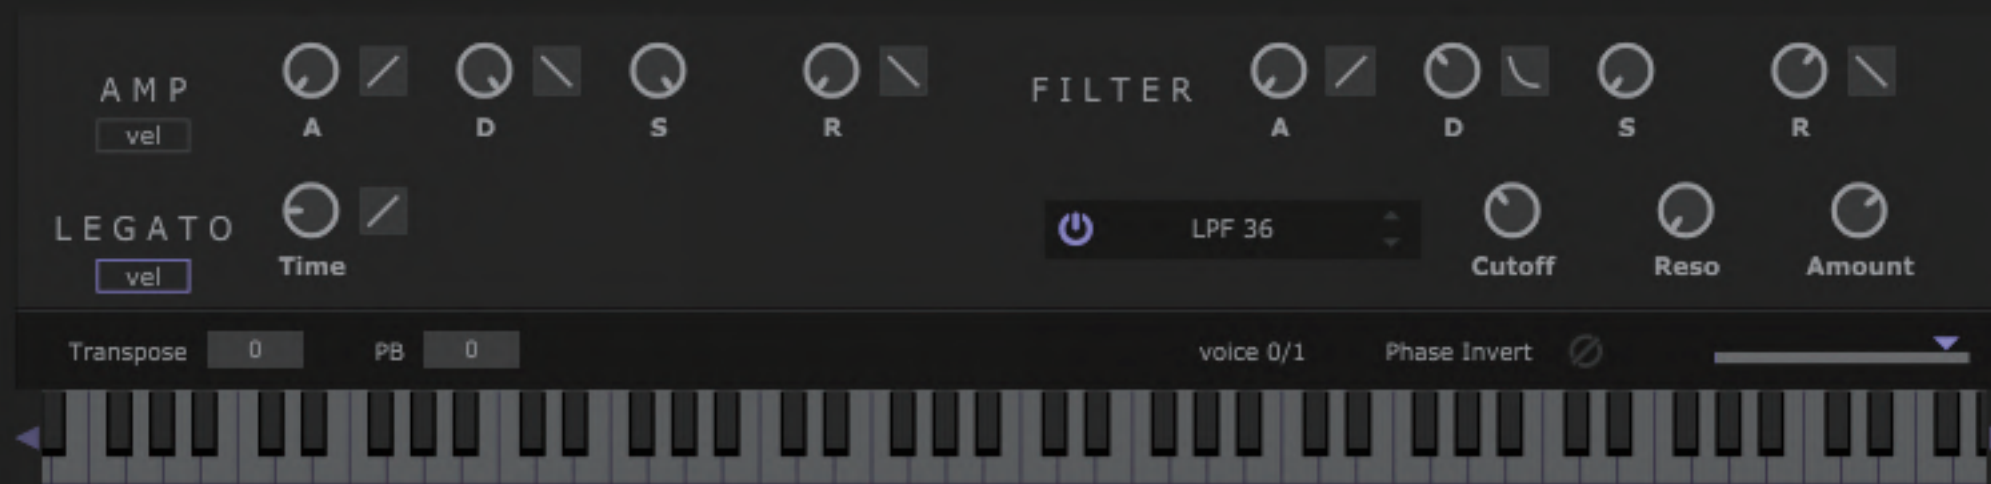 AMP
vel
A
D
S
R
FILTER
A
D
S
R
LEGATO
vel
Time
LPF 36
Cutoff
Reso
Amount
Transpose 0
PB 0
voice 0/1
Phase Invert